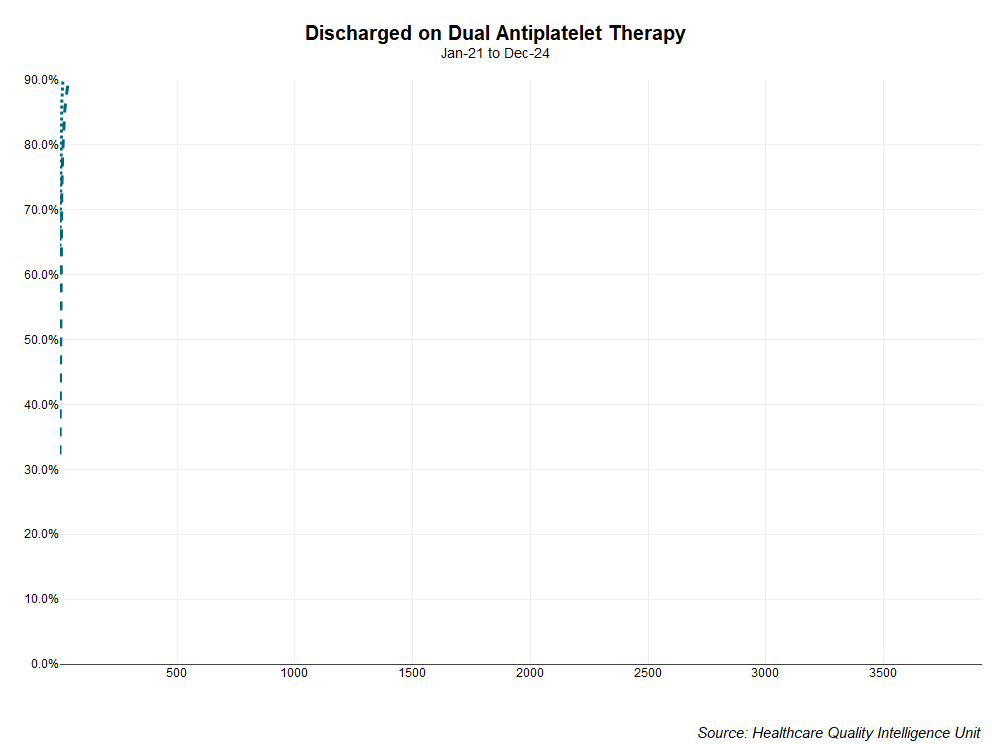 Discharged on Dual Antiplatelet Therapy
Jan-21 to Dec-24
90.0%
80.0%
70.0%
60.0%
50.0%
40.0%
30.0%
20.0%
10.0%
0.0%
500 1000 1500 2000 2500 3000 3500
Source: Healthcare Quality Intelligence Unit